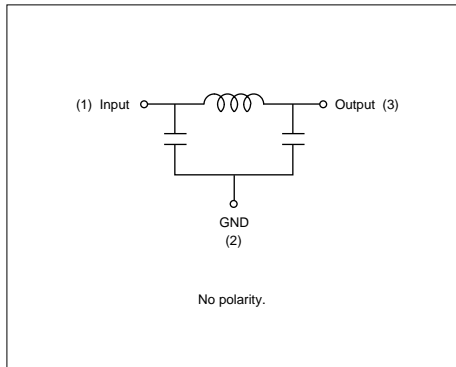 (1) Input
Output (3)
GND
(2)
No polarity.